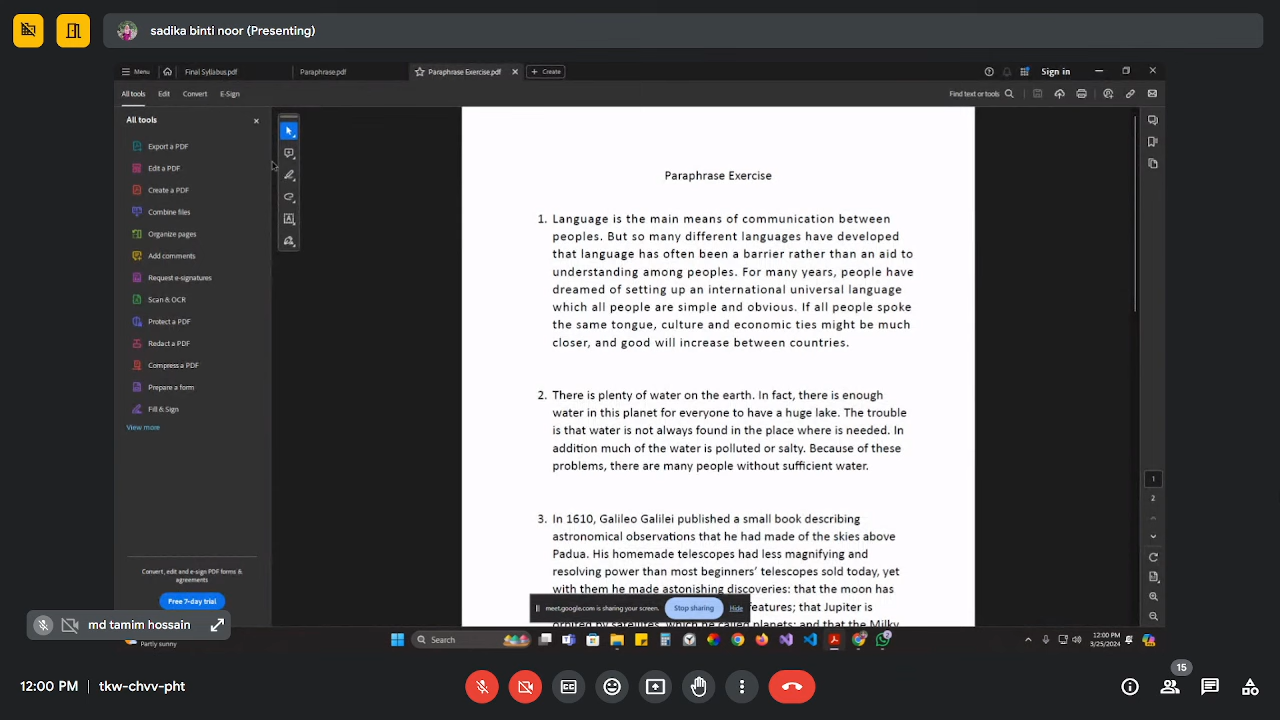 sadika binti noor (Presenting)
Menu Final Syllabus.pdf Paraphrase.pdf Paraphrase Exercise.pdf Create Sign in
All tools Edit Convert E-Sign Find text or tools
All tools
Export a PDF
Edit a PDF
Create a PDF
Combine files
Organize pages
Add comments
Request e-signatures
Scan & OCR
Protect a PDF
Redact a PDF
Compress a PDF
Prepare a form
Fill & Sign
View more
Convert, edit and e-sign PDF forms &
agreements
Free 7-day trial
Paraphrase Exercise
1. Language is the main means of communication between
peoples. But so many different languages have developed
that language has often been a barrier rather than an aid to
understanding among peoples. For many years, people have
dreamed of setting up an international universal language
which all people are simple and obvious. If all people spoke
the same tongue, culture and economic ties might be much
closer, and good will increase between countries.
2. There is plenty of water on the earth. In fact, there is enough
water in this planet for everyone to have a huge lake. The trouble
is that water is not always found in the place where is needed. In
addition much of the water is polluted or salty. Because of these
problems, there are many people without sufficient water.
3. In 1610, Galileo Galilei published a small book describing
astronomical observations that he had made of the skies above
Padua. His homemade telescopes had less magnifying and
resolving power than most beginners' telescopes sold today, yet
with them he made astonishing discoveries: that the moon has
features; that Jupiter is
orbited by satellites, which he called planets; and that the Milky
1
2
meet.google.com is sharing your screen. Stop sharing Hide
md tamim hossain
Partly sunny
Search
12:00 PM
3/25/2024
12:00 PM | tkw-chvv-pht
15